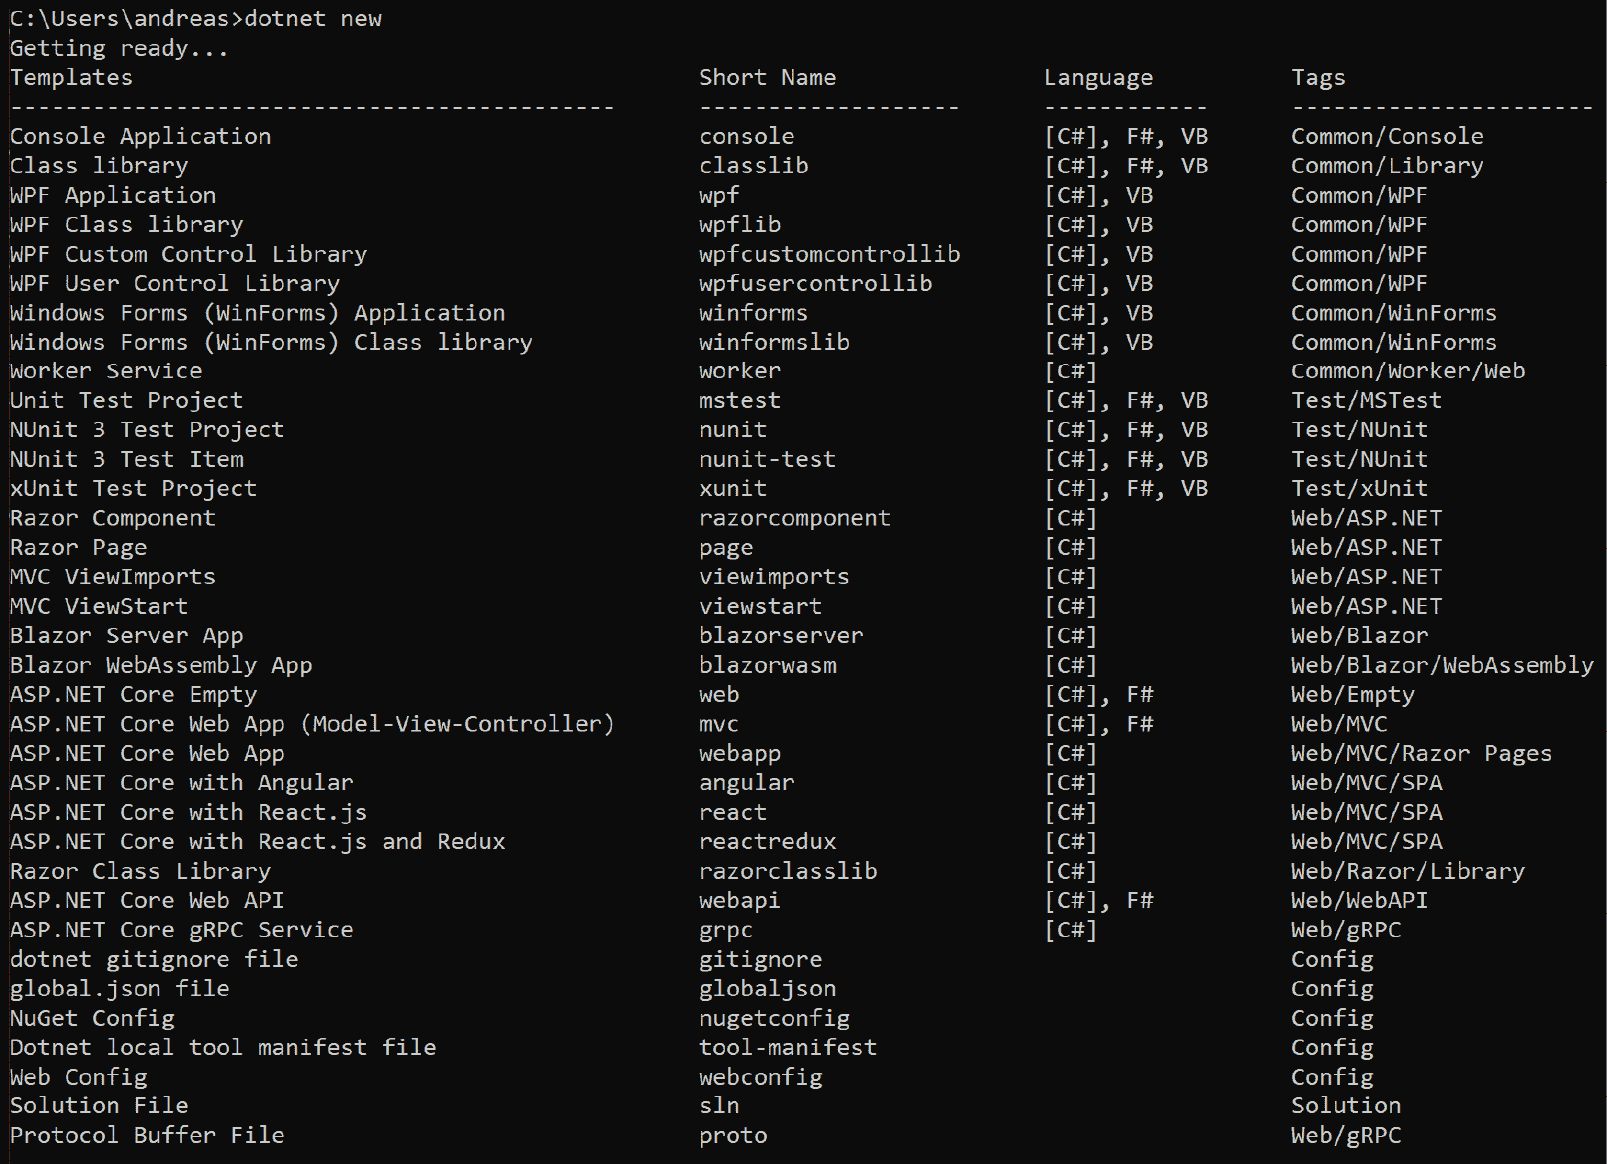 C:\Users\andreas>dotnet new
Getting ready...
Templates                                         Short Name               Language          Tags
--------------------------------------------      -------------------      ------------      ----------------------
Console Application                               console                  [C#], F#, VB      Common/Console
Class library                                     classlib                 [C#], F#, VB      Common/Library
WPF Application                                   wpf                      [C#], VB          Common/WPF
WPF Class library                                 wpflib                   [C#], VB          Common/WPF
WPF Custom Control Library                        wpfcustomcontrollib      [C#], VB          Common/WPF
WPF User Control Library                          wpfusercontrollib        [C#], VB          Common/WPF
Windows Forms (WinForms) Application              winforms                 [C#], VB          Common/WinForms
Windows Forms (WinForms) Class library            winformslib              [C#], VB          Common/WinForms
Worker Service                                    worker                   [C#]              Common/Worker/Web
Unit Test Project                                 mstest                   [C#], F#, VB      Test/MSTest
NUnit 3 Test Project                              nunit                    [C#], F#, VB      Test/NUnit
NUnit 3 Test Item                                 nunit-test               [C#], F#, VB      Test/NUnit
xUnit Test Project                                xunit                    [C#], F#, VB      Test/xUnit
Razor Component                                   razorcomponent           [C#]              Web/ASP.NET
Razor Page                                        page                     [C#]              Web/ASP.NET
MVC ViewImports                                   viewimports              [C#]              Web/ASP.NET
MVC ViewStart                                     viewstart                [C#]              Web/ASP.NET
Blazor Server App                                 blazorserver             [C#]              Web/Blazor
Blazor WebAssembly App                            blazorwasm               [C#]              Web/Blazor/WebAssembly
ASP.NET Core Empty                                web                      [C#], F#          Web/Empty
ASP.NET Core Web App (Model-View-Controller)      mvc                      [C#], F#          Web/MVC
ASP.NET Core Web App                              webapp                   [C#]              Web/MVC/Razor Pages
ASP.NET Core with Angular                         angular                  [C#]              Web/MVC/SPA
ASP.NET Core with React.js                        react                    [C#]              Web/MVC/SPA
ASP.NET Core with React.js and Redux              reactredux               [C#]              Web/MVC/SPA
Razor Class Library                               razorclasslib            [C#]              Web/Razor/Library
ASP.NET Core Web API                              webapi                   [C#], F#          Web/WebAPI
ASP.NET Core gRPC Service                         grpc                     [C#]              Web/gRPC
dotnet gitignore file                             gitignore                                  Config
global.json file                                  globaljson                                 Config
NuGet Config                                      nugetconfig                                Config
Dotnet local tool manifest file                   tool-manifest                              Config
Web Config                                        webconfig                                  Config
Solution File                                     sln                                        Solution
Protocol Buffer File                              proto                                      Web/gRPC